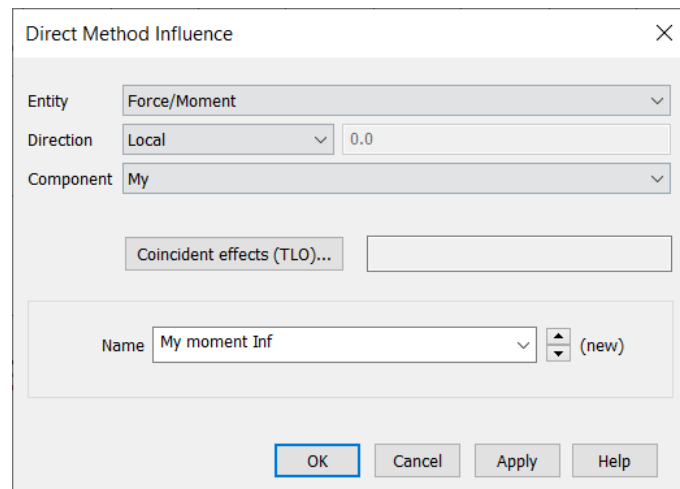 Direct Method Influence
Entity Force/Moment
Direction Local 0.0
Component My
Coincident effects (TLO)...
Name My moment Inf (new)
OK Cancel Apply Help